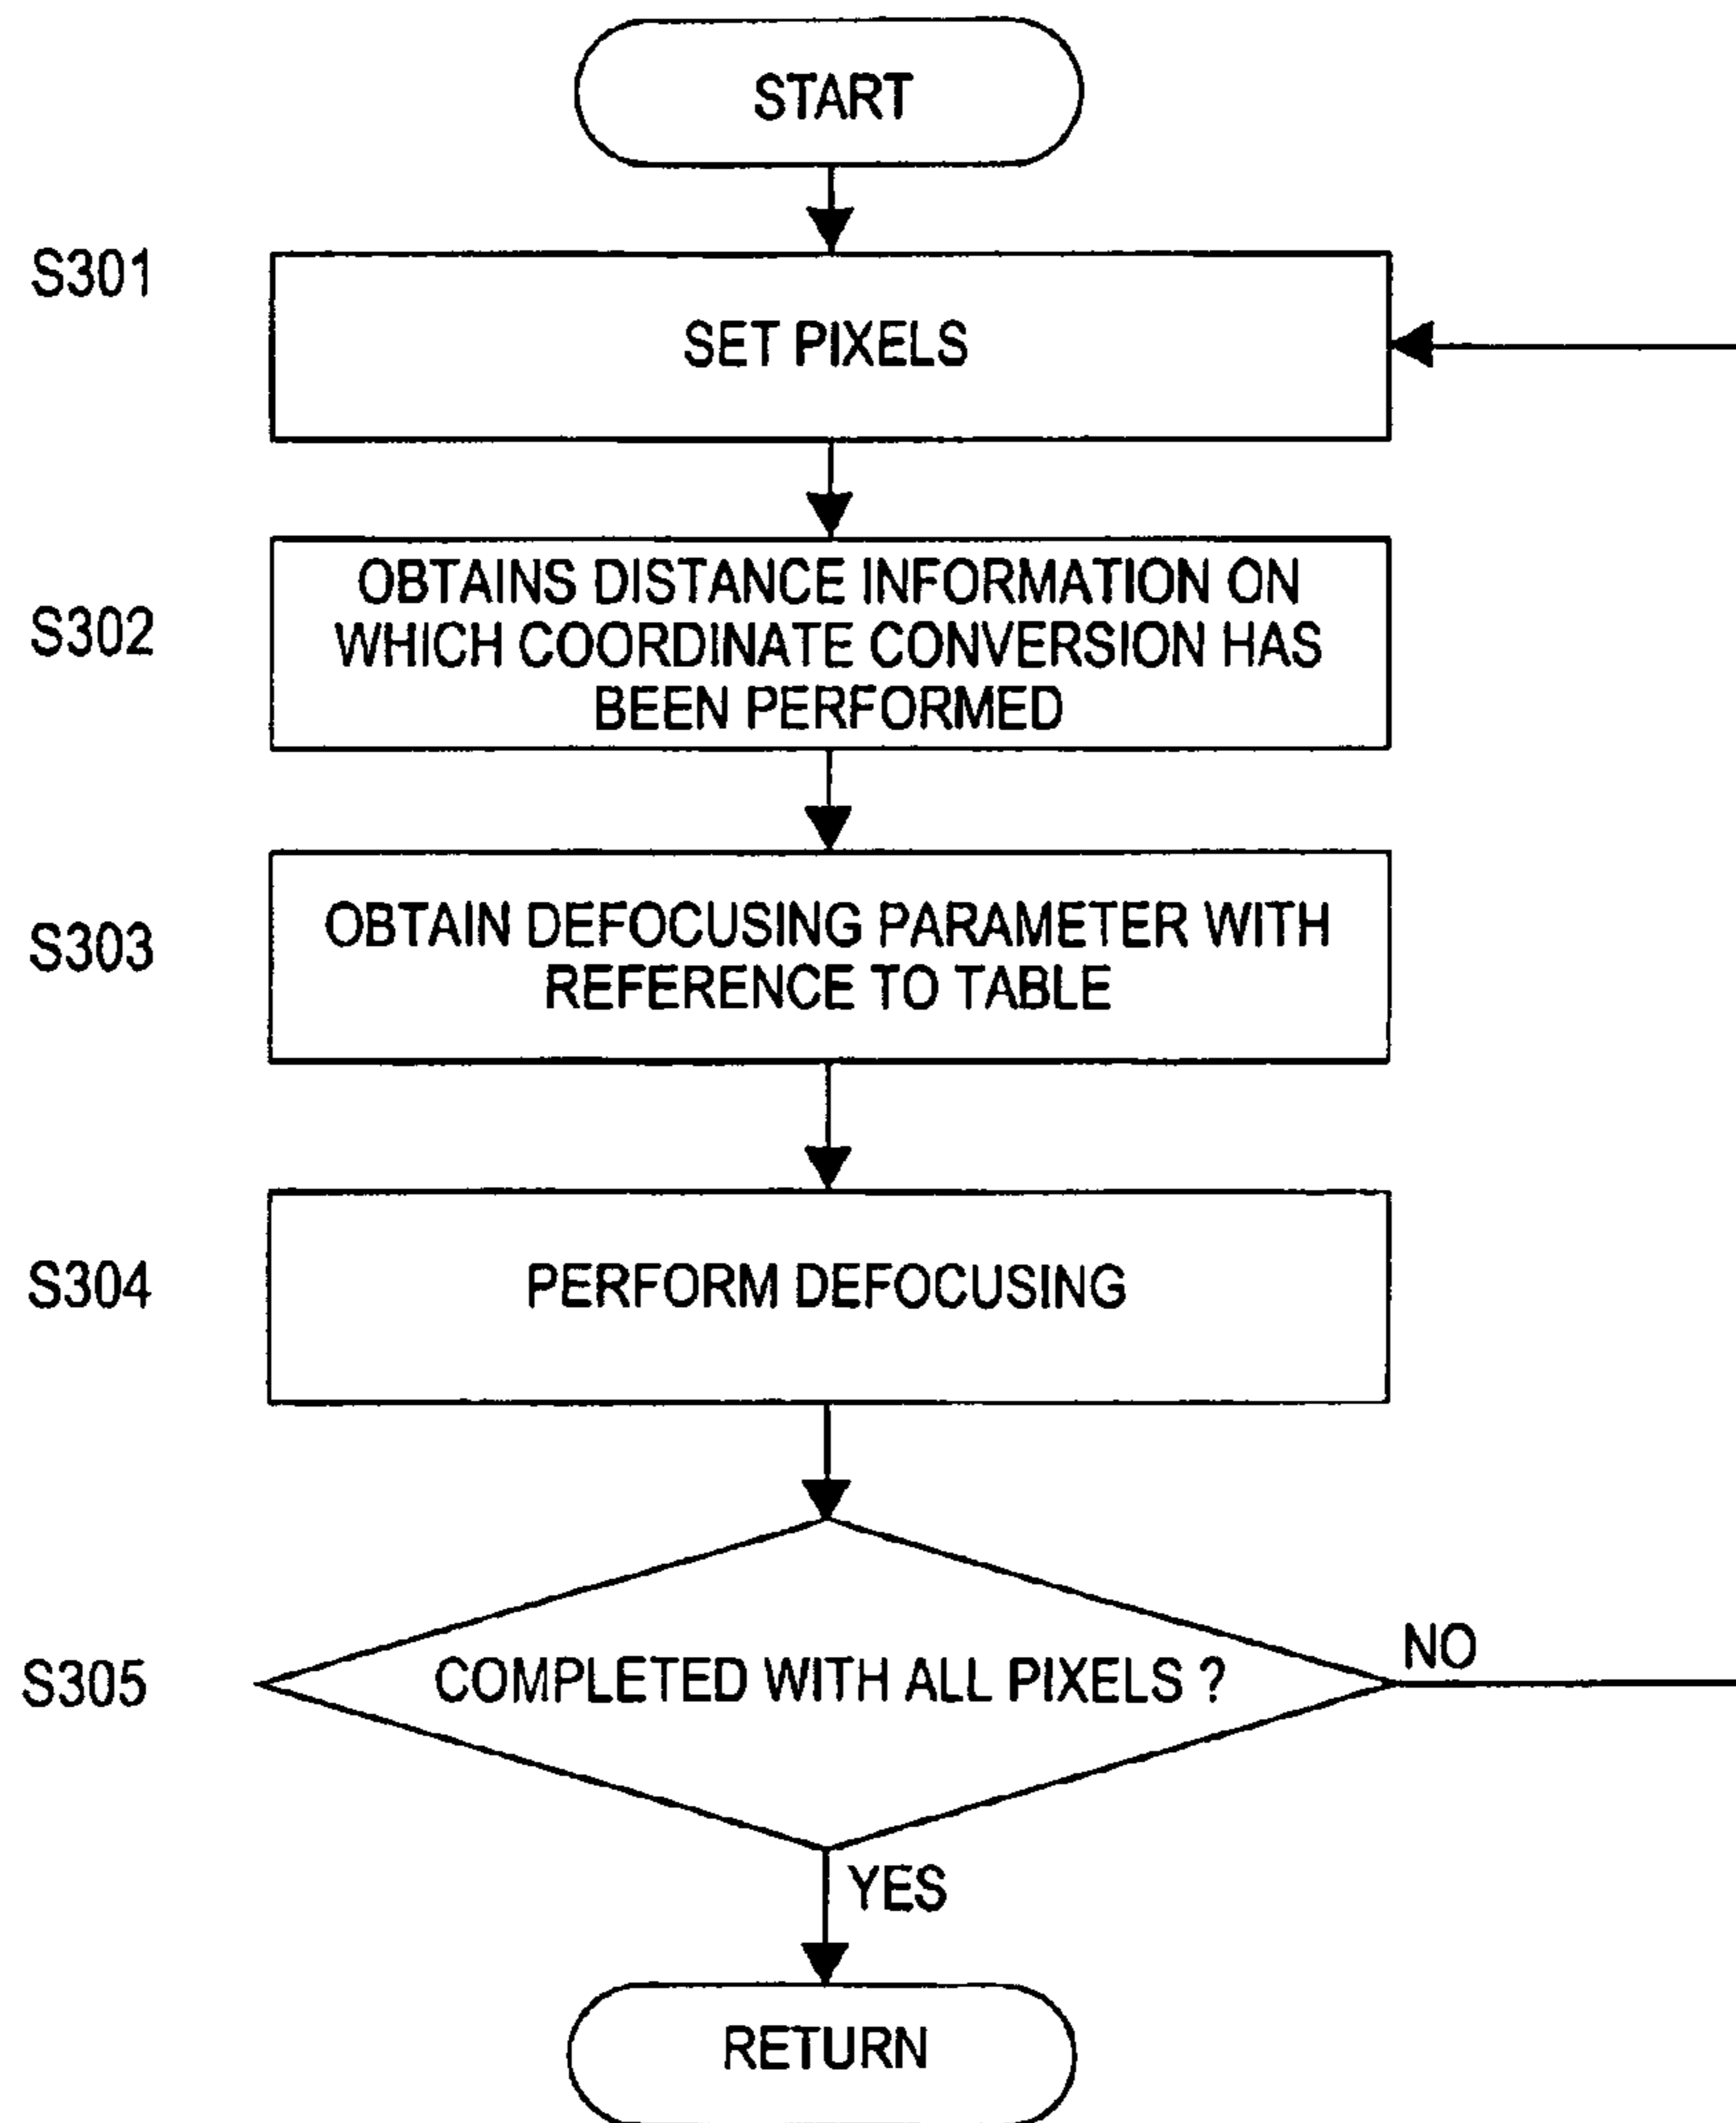 START
S301
SET PIXELS
S302
OBTAINS DISTANCE INFORMATION ON
WHICH COORDINATE CONVERSION HAS
BEEN PERFORMED
S303
OBTAIN DEFOCUSING PARAMETER WITH
REFERENCE TO TABLE
S304
PERFORM DEFOCUSING
S305
COMPLETED WITH ALL PIXELS ?
NO
YES
RETURN